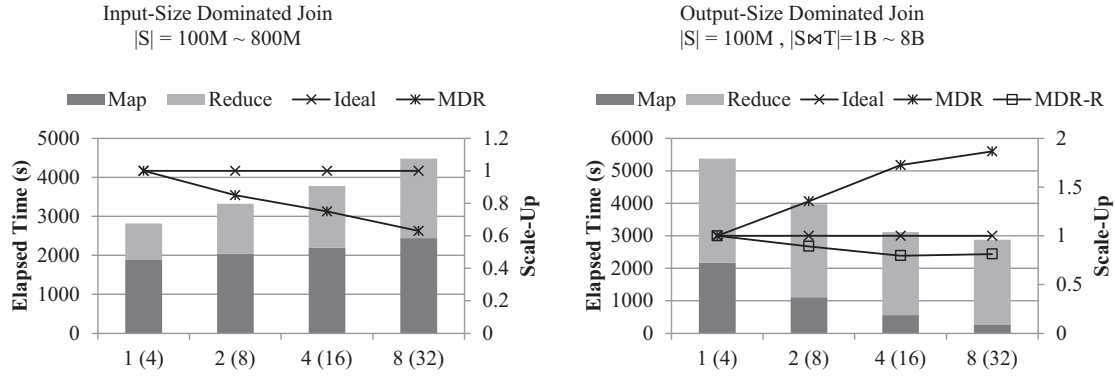 Input-Size Dominated Join
|S| = 100M ~ 800M
Map Reduce Ideal MDR
5000
4000
3000
2000
1000
0
Elapsed Time (s)
1.2
1
0.8
0.6
0.4
0.2
0
Scale-Up
1 (4) 2 (8) 4 (16) 8 (32)
Output-Size Dominated Join
|S| = 100M , |S⋈T|=1B ~ 8B
Map Reduce Ideal MDR MDR-R
6000
5000
4000
3000
2000
1000
0
Elapsed Time (s)
2
1.5
1
0.5
0
Scale-Up
1 (4) 2 (8) 4 (16) 8 (32)